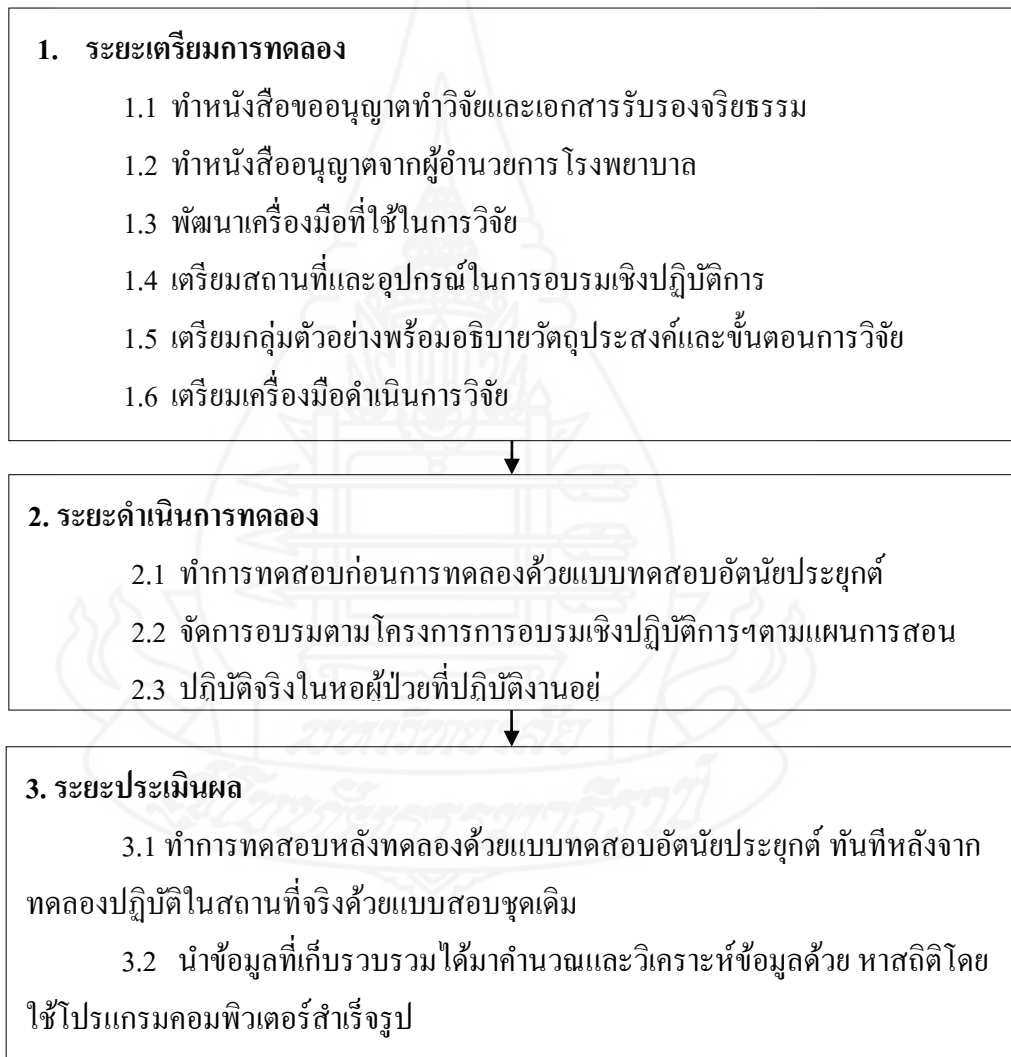 1. ระยะเตรียมการทดลอง
1.1 ทำหนังสือขออนุญาตทำวิจัยและเอกสารรับรองจริยธรรม
1.2 ทำหนังสืออนุญาตจากผู้อำนวยการโรงพยาบาล
1.3 พัฒนาเครื่องมือที่ใช้ในการวิจัย
1.4 เตรียมสถานที่และอุปกรณ์ในการอบรมเชิงปฏิบัติการ
1.5 เตรียมกลุ่มตัวอย่างพร้อมอธิบายวัตถุประสงค์และขั้นตอนการวิจัย
1.6 เตรียมเครื่องมือดำเนินการวิจัย
2. ระยะดำเนินการทดลอง
2.1 ทำการทดสอบก่อนการทดลองด้วยแบบทดสอบอัตนัยประยุกต์
2.2 จัดการอบรมตามโครงการการอบรมเชิงปฏิบัติการฯตามแผนการสอน
2.3 ปฏิบัติจริงในหอผู้ป่วยที่ปฏิบัติงานอยู่
มหาวิทยาลัย
3. ระยะประเมินผล
สุโขทัยธรรมาธิราช
3.1 ทำการทดสอบหลังทดลองด้วยแบบทดสอบอัตนัยประยุกต์ ทันทีหลังจาก
ทดลองปฏิบัติในสถานที่จริงด้วยแบบสอบชุดเดิม
3.2 นำข้อมูลที่เก็บรวบรวมได้มาคำนวณและวิเคราะห์ข้อมูลด้วย หาสถิติโดย
ใช้โปรแกรมคอมพิวเตอร์สำเร็จรูป